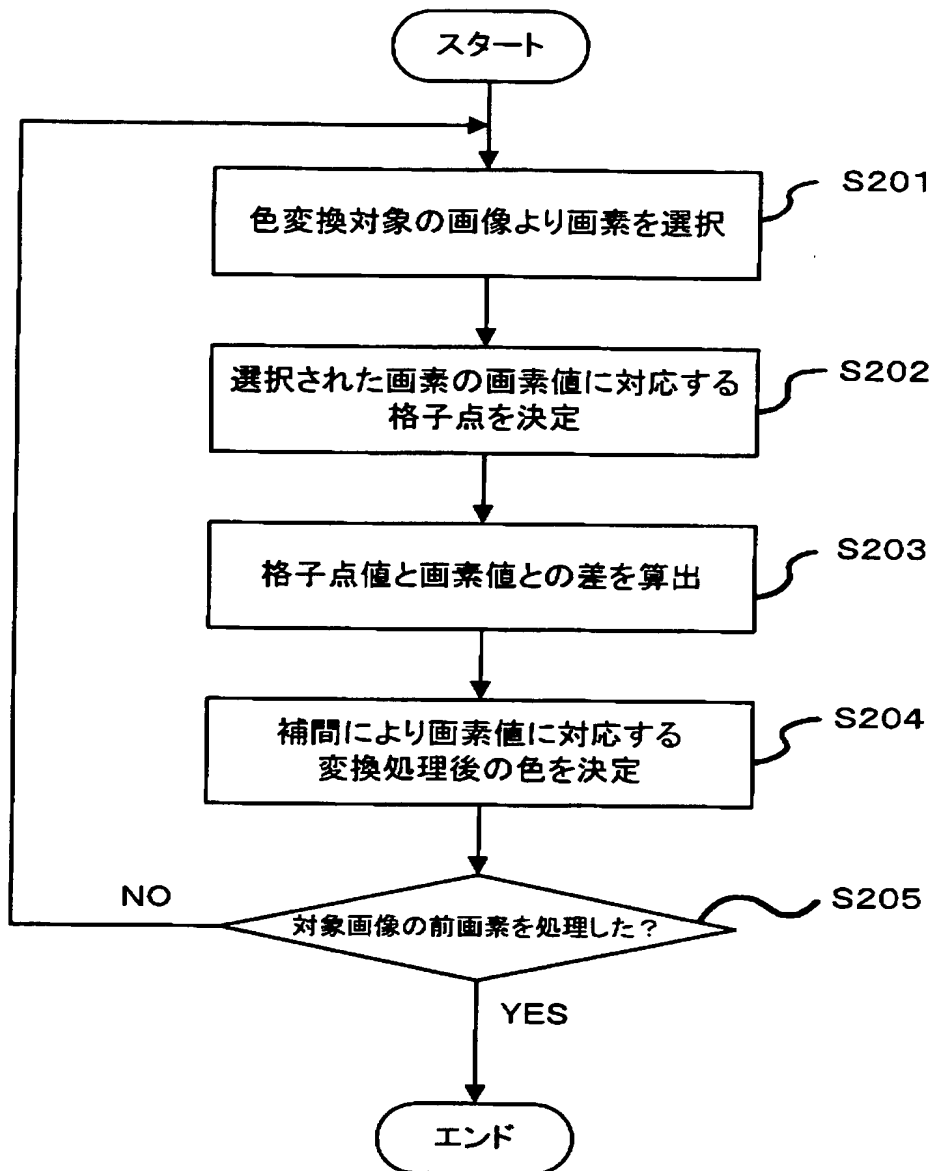 スタート
S201
色変換対象の画像より画素を選択
S202
選択された画素の画素値に対応する
格子点を決定
S203
格子点値と画素値との差を算出
S204
補間により画素値に対応する
変換処理後の色を決定
NO
S205
対象画像の前画素を処理した?
YES
エンド